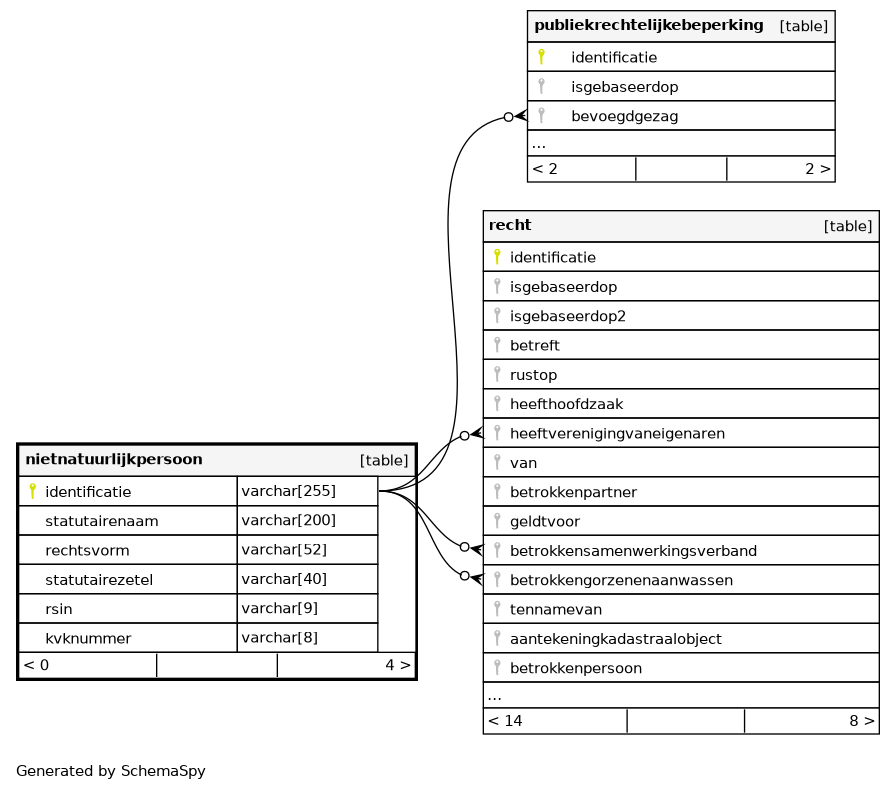 publiekrechtelijkebeperking [table]
identificatie
isgebaseerdop
bevoegdgezag
...
< 2 2 >
recht [table]
identificatie
isgebaseerdop
isgebaseerdop2
betreft
rustop
heefthoofdzaak
heeftverenigingvaneigenaren
van
betrokkenpartner
geldtvoor
betrokkensamenwerkingsverband
betrokkengorzenenaanwassen
tennamevan
aantekeningkadastraalobject
betrokkenpersoon
...
< 14 8 >
nietnatuurlijkpersoon [table]
identificatie varchar[255]
statutairenaam varchar[200]
rechtsvorm varchar[52]
statutairezetel varchar[40]
rsin varchar[9]
kvknummer varchar[8]
< 0 4 >
Generated by SchemaSpy